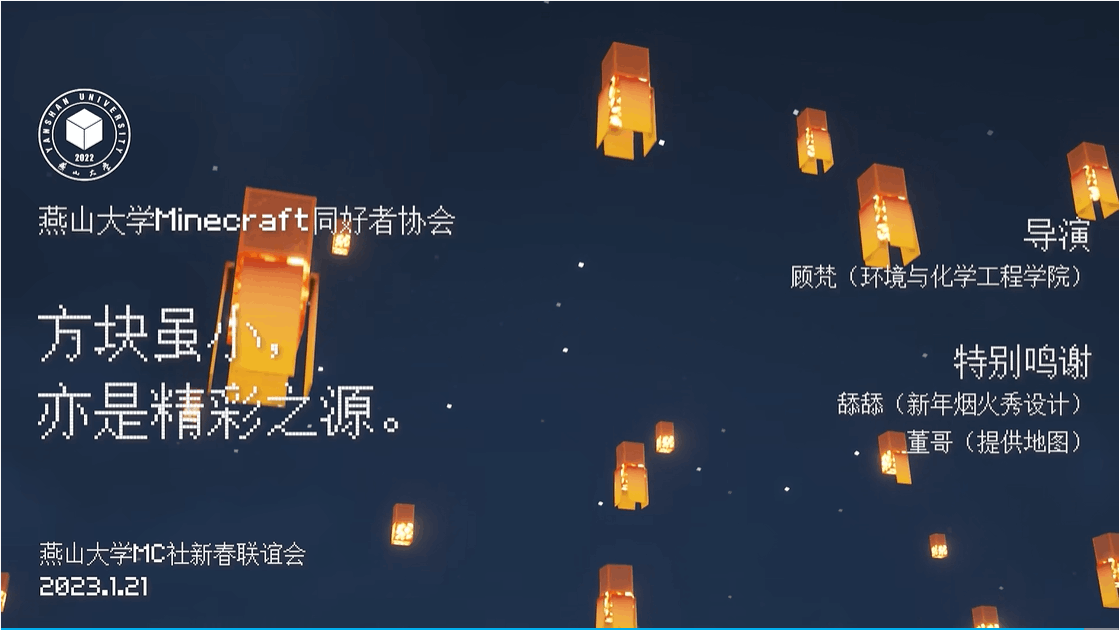 YANSHAN UNIVERSITY
2022
燕山大学
燕山大学Minecraft同好者协会
方块虽小，
亦是精彩之源。
燕山大学MC社新春联谊会
2023.1.21
导演
顾梵（环境与化学工程学院）
特别鸣谢
舔舔（新年烟火秀设计）
董哥（提供地图）